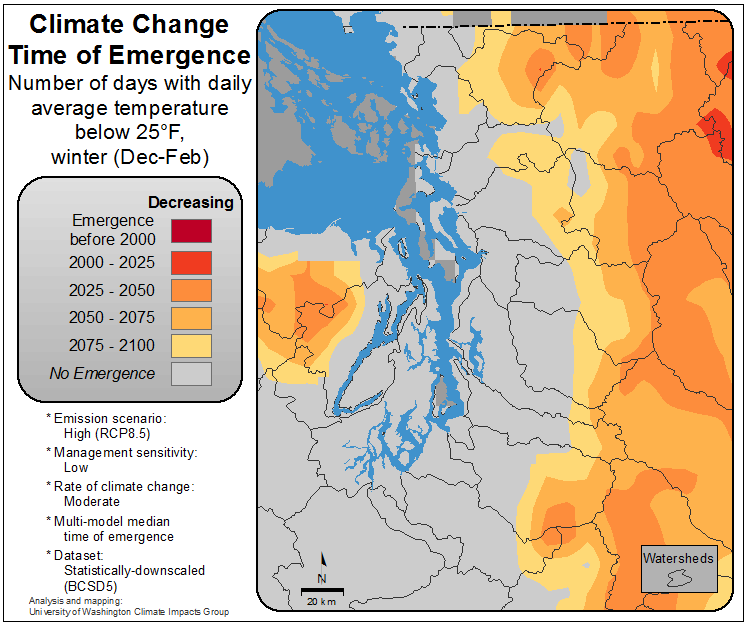 Climate Change
Time of Emergence
Number of days with daily
average temperature
below 25°F,
winter (Dec-Feb)
Decreasing
Emergence
before 2000
2000 - 2025
2025 - 2050
2050 - 2075
2075 - 2100
No Emergence
* Emission scenario:
High (RCP8.5)
* Management sensitivity:
Low
* Rate of climate change:
Moderate
* Multi-model median
time of emergence
* Dataset:
Statistically-downscaled
(BCSD5)
Analysis and mapping:
University of Washington Climate Impacts Group
N
20 km
Watersheds